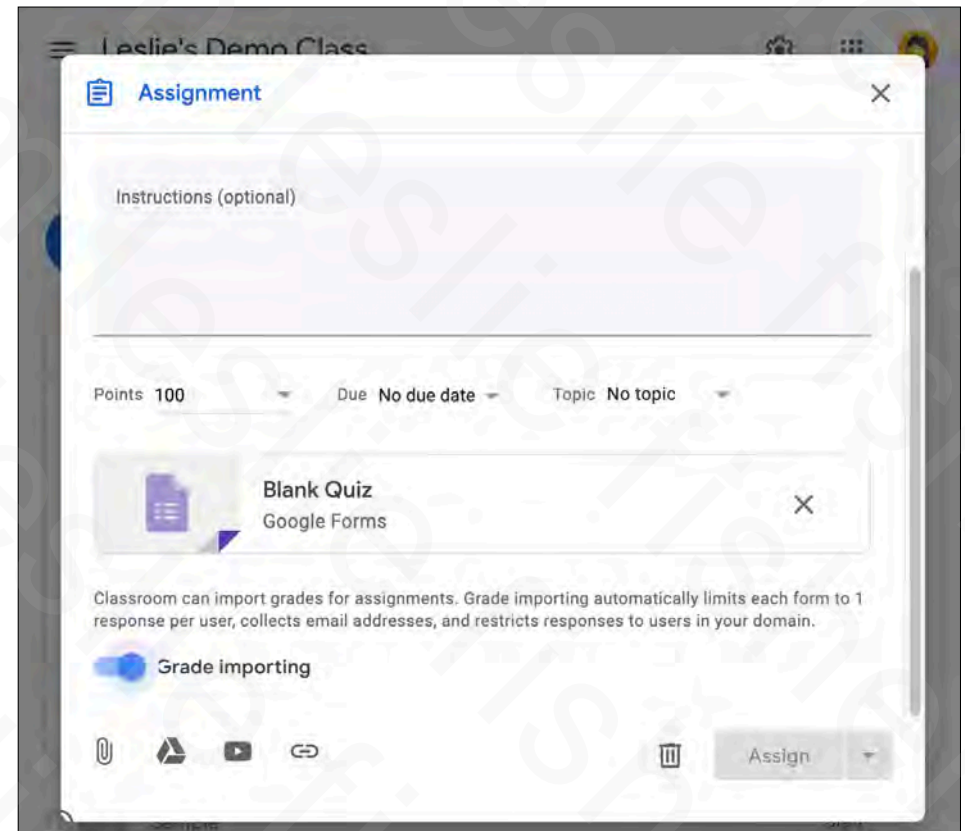 Leslie's Demo Class
Assignment
Instructions (optional)
Points 100 Due No due date Topic No topic
Blank Quiz
Google Forms
Classroom can import grades for assignments. Grade importing automatically limits each form to 1
response per user, collects email addresses, and restricts responses to users in your domain.
Grade importing
Assign